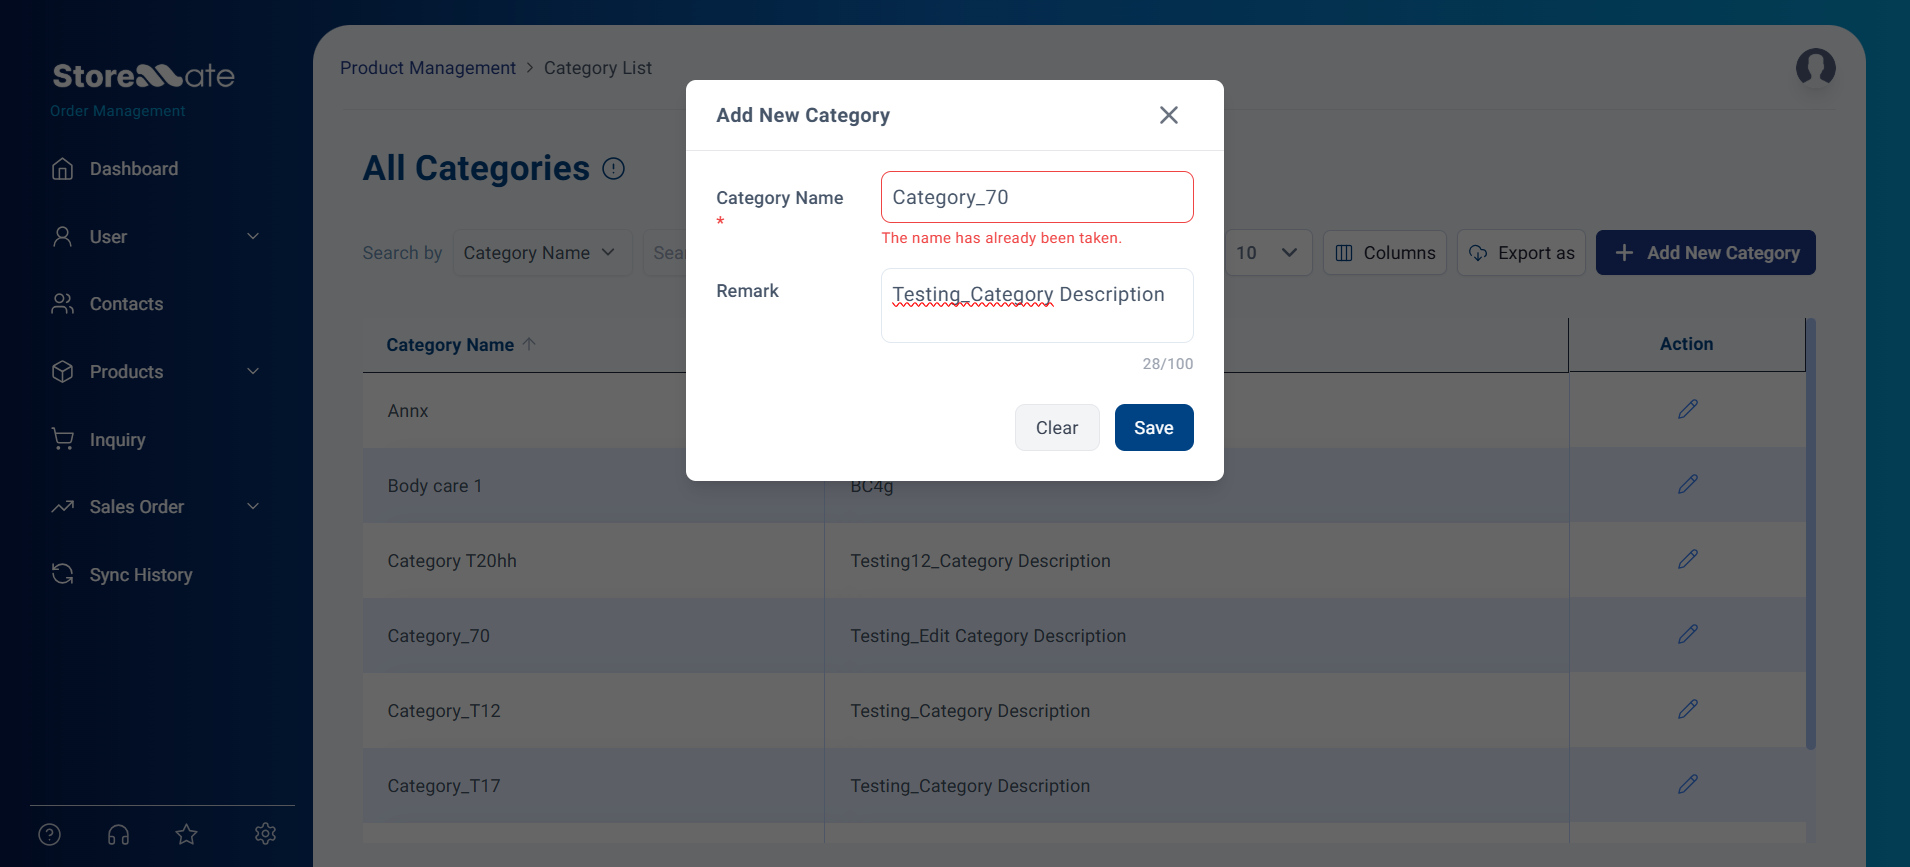 StoreMate
Order Management
Dashboard
User
Contacts
Products
Inquiry
Sales Order
Sync History
Product Management > Category List
All Categories
Search by Category Name Sea 10 Columns Export as + Add New Category
Add New Category
Category Name *
Category_70
The name has already been taken.
Remark
Testing_Category Description
28/100
Clear Save
Category Name Action
Annx
Body care 1 BC4g
Category T20hh Testing12_Category Description
Category_70 Testing_Edit Category Description
Category_T12 Testing_Category Description
Category_T17 Testing_Category Description